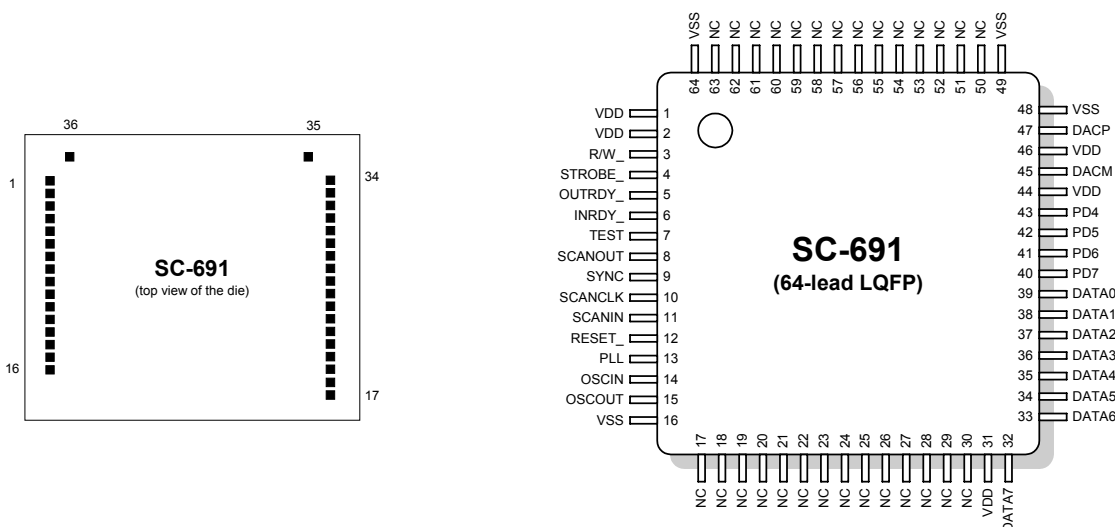 36
35
1
34
16
17
SC-691
(top view of the die)
VSS NC NC NC NC NC NC NC NC NC NC NC NC NC NC VSS
64 63 62 61 60 59 58 57 56 55 54 53 52 51 50 49
VDD 1
VDD 2
R/W_ 3
STROBE_ 4
OUTRDY_ 5
INRDY_ 6
TEST 7
SCANOUT 8
SYNC 9
SCANCLK 10
SCANIN 11
RESET_ 12
PLL 13
OSCIN 14
OSCOUT 15
VSS 16
SC-691
(64-lead LQFP)
48 VSS
47 DACP
46 VDD
45 DACM
44 VDD
43 PD4
42 PD5
41 PD6
40 PD7
39 DATA0
38 DATA1
37 DATA2
36 DATA3
35 DATA4
34 DATA5
33 DATA6
17 18 19 20 21 22 23 24 25 26 27 28 29 30 31 32
NC NC NC NC NC NC NC NC NC NC NC NC NC NC VDD DATA7